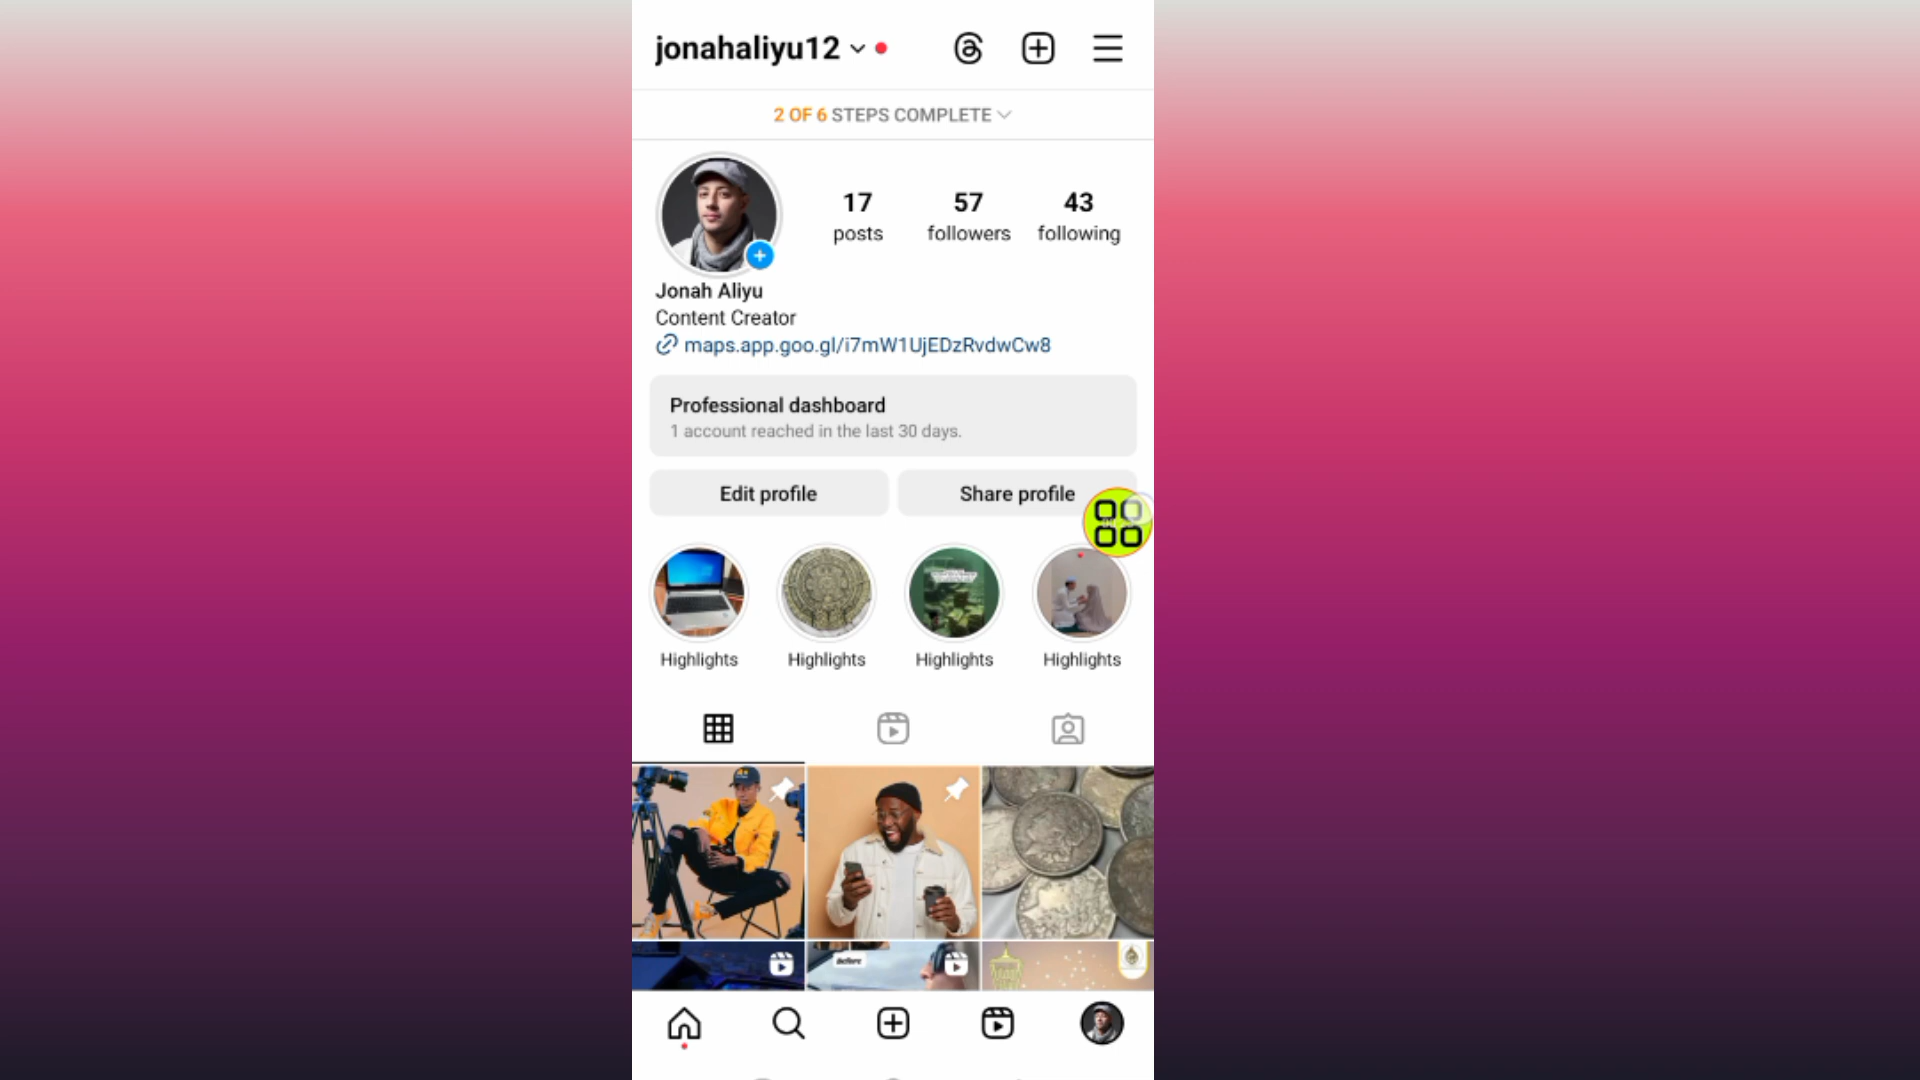 jonahaliyu12
2 OF 6 STEPS COMPLETE
17
posts
57
followers
43
following
Jonah Aliyu
Content Creator
maps.app.goo.gl/i7mW1UjEDzRvdwCw8
Professional dashboard
1 account reached in the last 30 days.
Edit profile
Share profile
Highlights
Highlights
Highlights
Highlights
Before